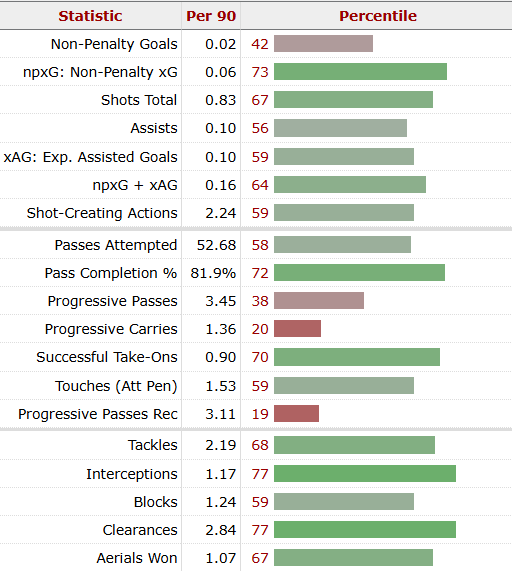 Statistic Per 90 Percentile
Non-Penalty Goals 0.02 42
npxG: Non-Penalty xG 0.06 73
Shots Total 0.83 67
Assists 0.10 56
xAG: Exp. Assisted Goals 0.10 59
npxG + xAG 0.16 64
Shot-Creating Actions 2.24 59
Passes Attempted 52.68 58
Pass Completion % 81.9% 72
Progressive Passes 3.45 38
Progressive Carries 1.36 20
Successful Take-Ons 0.90 70
Touches (Att Pen) 1.53 59
Progressive Passes Rec 3.11 19
Tackles 2.19 68
Interceptions 1.17 77
Blocks 1.24 59
Clearances 2.84 77
Aerials Won 1.07 67